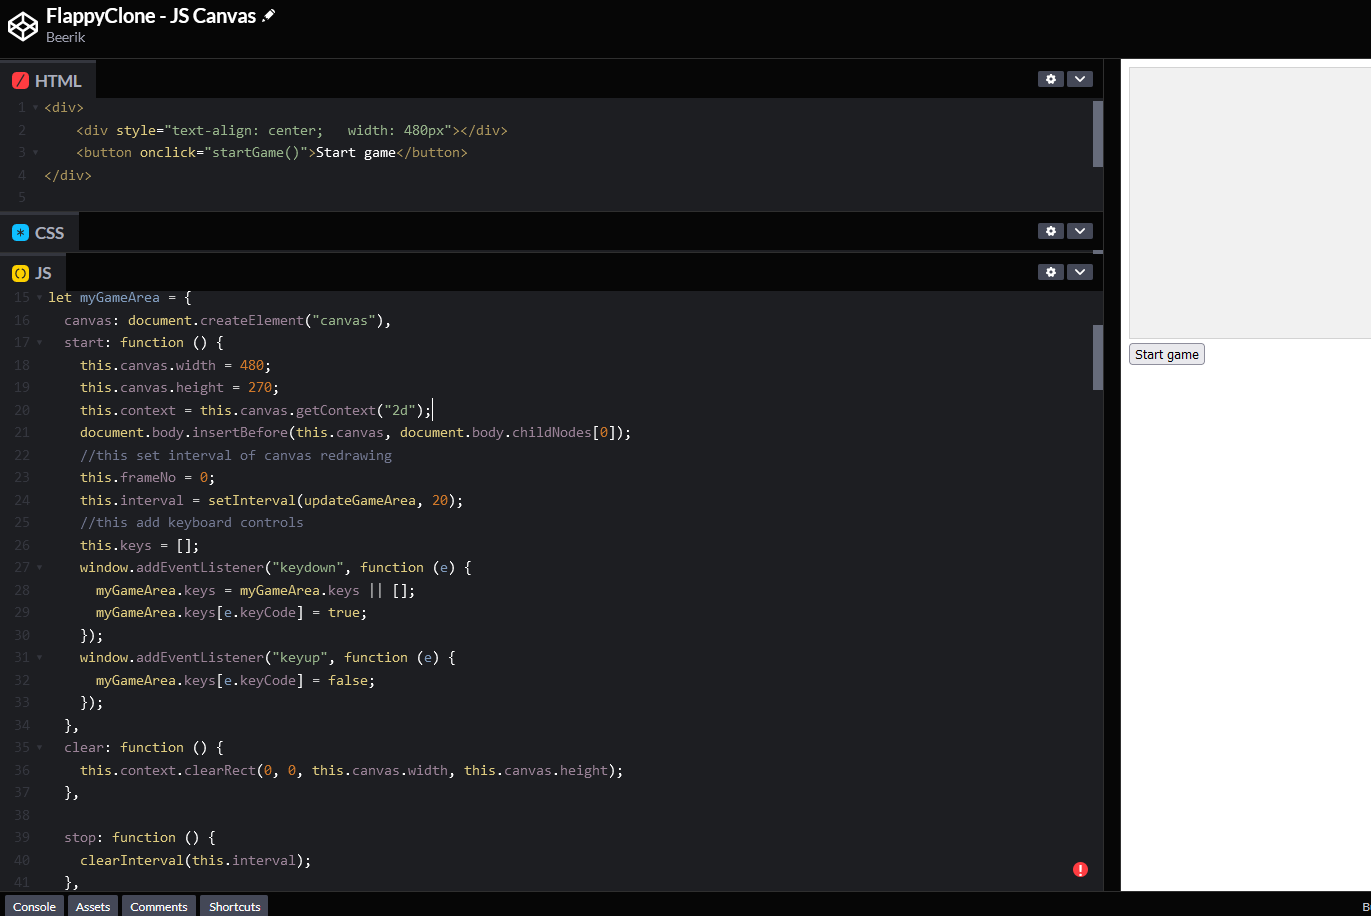 FlappyClone - JS Canvas
Beerik
HTML
1 <div>
2     <div style="text-align: center;   width: 480px"></div>
3     <button onclick="startGame()">Start game</button>
4 </div>
5
CSS
JS
15 let myGameArea = {
16   canvas: document.createElement("canvas"),
17   start: function () {
18     this.canvas.width = 480;
19     this.canvas.height = 270;
20     this.context = this.canvas.getContext("2d");
21     document.body.insertBefore(this.canvas, document.body.childNodes[0]);
22     //this set interval of canvas redrawing
23     this.frameNo = 0;
24     this.interval = setInterval(updateGameArea, 20);
25     //this add keyboard controls
26     this.keys = [];
27     window.addEventListener("keydown", function (e) {
28       myGameArea.keys = myGameArea.keys || [];
29       myGameArea.keys[e.keyCode] = true;
30     });
31     window.addEventListener("keyup", function (e) {
32       myGameArea.keys[e.keyCode] = false;
33     });
34   },
35   clear: function () {
36     this.context.clearRect(0, 0, this.canvas.width, this.canvas.height);
37   },
38
39   stop: function () {
40     clearInterval(this.interval);
41   },
Start game
Console Assets Comments Shortcuts